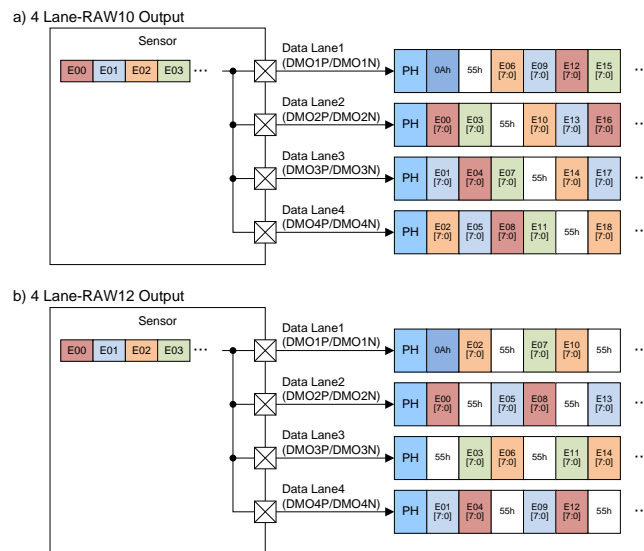 a) 4 Lane-RAW10 Output
Sensor
E00 E01 E02 E03 ···
Data Lane1
(DMO1P/DMO1N)
PH 0Ah 55h E06 [7:0] E09 [7:0] E12 [7:0] E15 [7:0] ···
Data Lane2
(DMO2P/DMO2N)
PH E00 [7:0] E03 [7:0] 55h E10 [7:0] E13 [7:0] E16 [7:0] ···
Data Lane3
(DMO3P/DMO3N)
PH E01 [7:0] E04 [7:0] E07 [7:0] 55h E14 [7:0] E17 [7:0] ···
Data Lane4
(DMO4P/DMO4N)
PH E02 [7:0] E05 [7:0] E08 [7:0] E11 [7:0] 55h E18 [7:0] ···
b) 4 Lane-RAW12 Output
Sensor
E00 E01 E02 E03 ···
Data Lane1
(DMO1P/DMO1N)
PH 0Ah E02 [7:0] 55h E07 [7:0] E10 [7:0] 55h ···
Data Lane2
(DMO2P/DMO2N)
PH E00 [7:0] 55h E05 [7:0] E08 [7:0] 55h E13 [7:0] ···
Data Lane3
(DMO3P/DMO3N)
PH 55h E03 [7:0] E06 [7:0] 55h E11 [7:0] E14 [7:0] ···
Data Lane4
(DMO4P/DMO4N)
PH E01 [7:0] E04 [7:0] 55h E09 [7:0] E12 [7:0] 55h ···